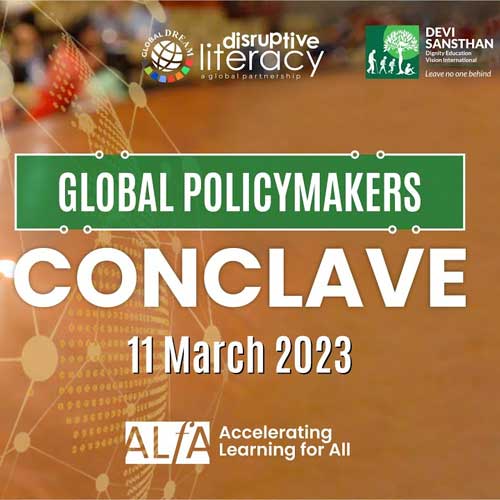 GLOBAL DREAM
disruptive
literacy
a global partnership
DEVI
SANSTHAN
Dignity Education
Vision International
Leave no one behind
GLOBAL POLICYMAKERS
CONCLAVE
11 March 2023
ALfA
Accelerating
Learning for All